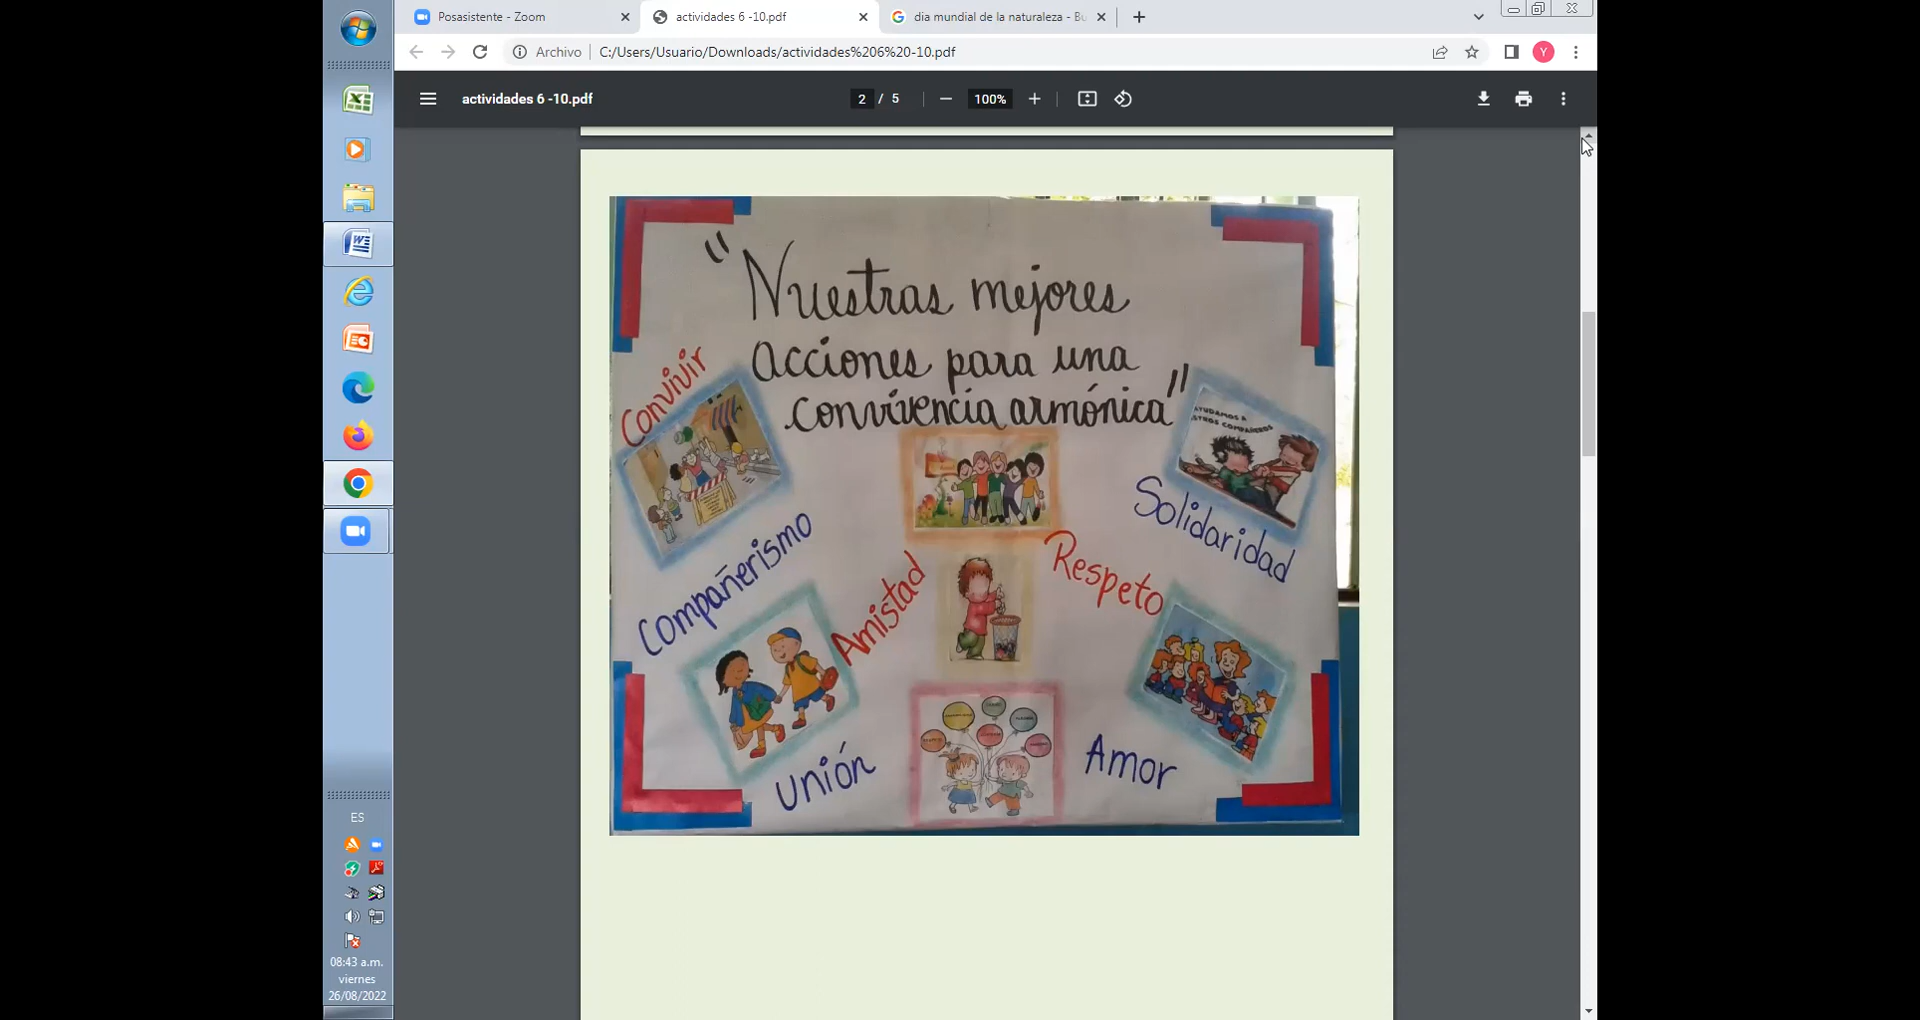 Posasistente - Zoom
actividades 6 -10.pdf
dia mundial de la naturaleza - Bu
Archivo
C:/Users/Usuario/Downloads/actividades%206%20-10.pdf
Y
actividades 6 -10.pdf
2 / 5
100%
"Nuestras mejores
acciones para una
convivencia armónica"
Convivir
AYUDAMOS A
COMPAÑEROS
Solidaridad
Compañerismo
Amistad
Respeto
Unión
Amor
ES
08:43 a.m.
viernes
26/08/2022